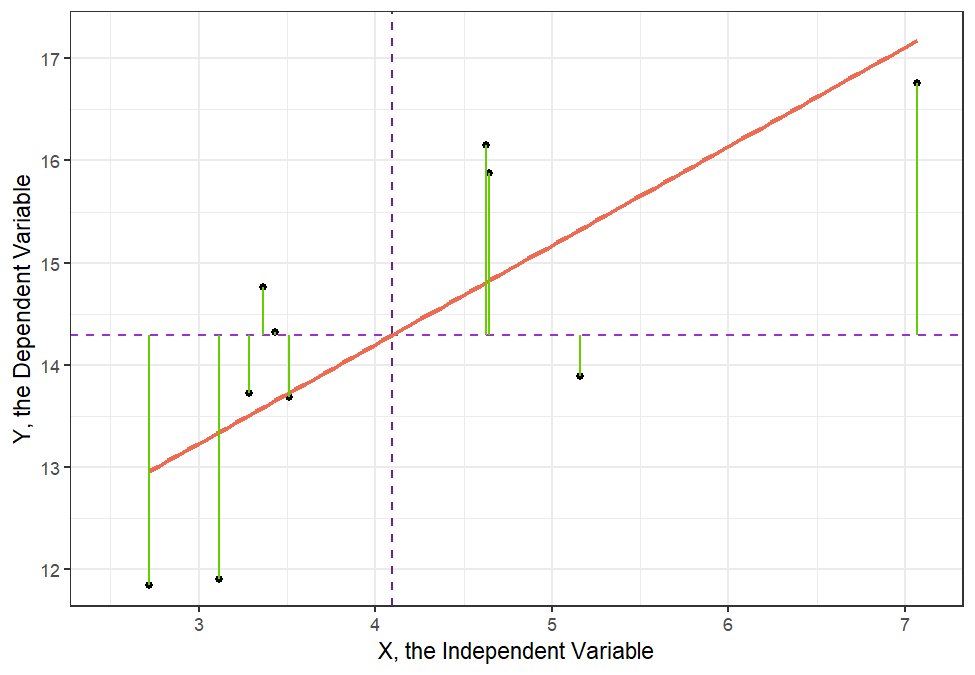 17
16
15
14
13
12
Y, the Dependent Variable
3 4 5 6 7
X, the Independent Variable